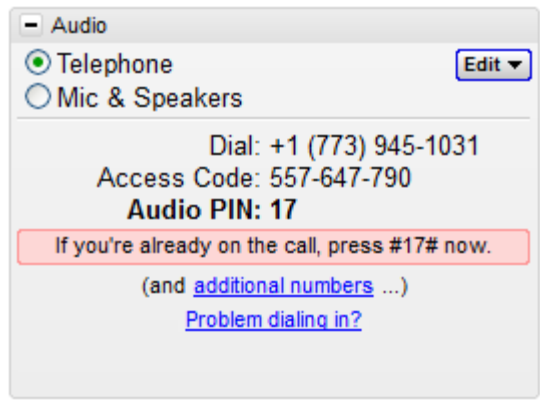 Audio
Telephone
Edit
Mic & Speakers
Dial: +1 (773) 945-1031
Access Code: 557-647-790
Audio PIN: 17
If you're already on the call, press #17# now.
(and additional numbers ...)
Problem dialing in?